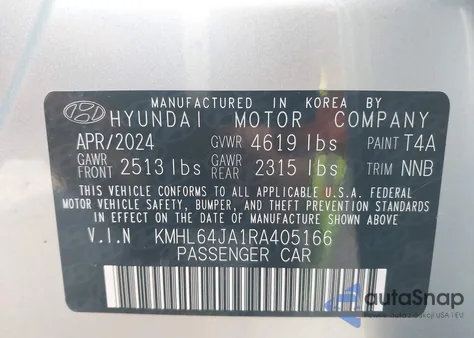 MANUFACTURED IN KOREA BY
HYUNDAI MOTOR COMPANY
APR/2024 GVWR 4619 lbs PAINT T4A
GAWR FRONT 2513 lbs GAWR REAR 2315 lbs TRIM NNB
THIS VEHICLE CONFORMS TO ALL APPLICABLE U.S.A. FEDERAL
MOTOR VEHICLE SAFETY, BUMPER, AND THEFT PREVENTION STANDARDS
IN EFFECT ON THE DATE OF MANUFACTURE SHOWN ABOVE.
V.I.N KMHL64JA1RA405166
PASSENGER CAR
autaSnap